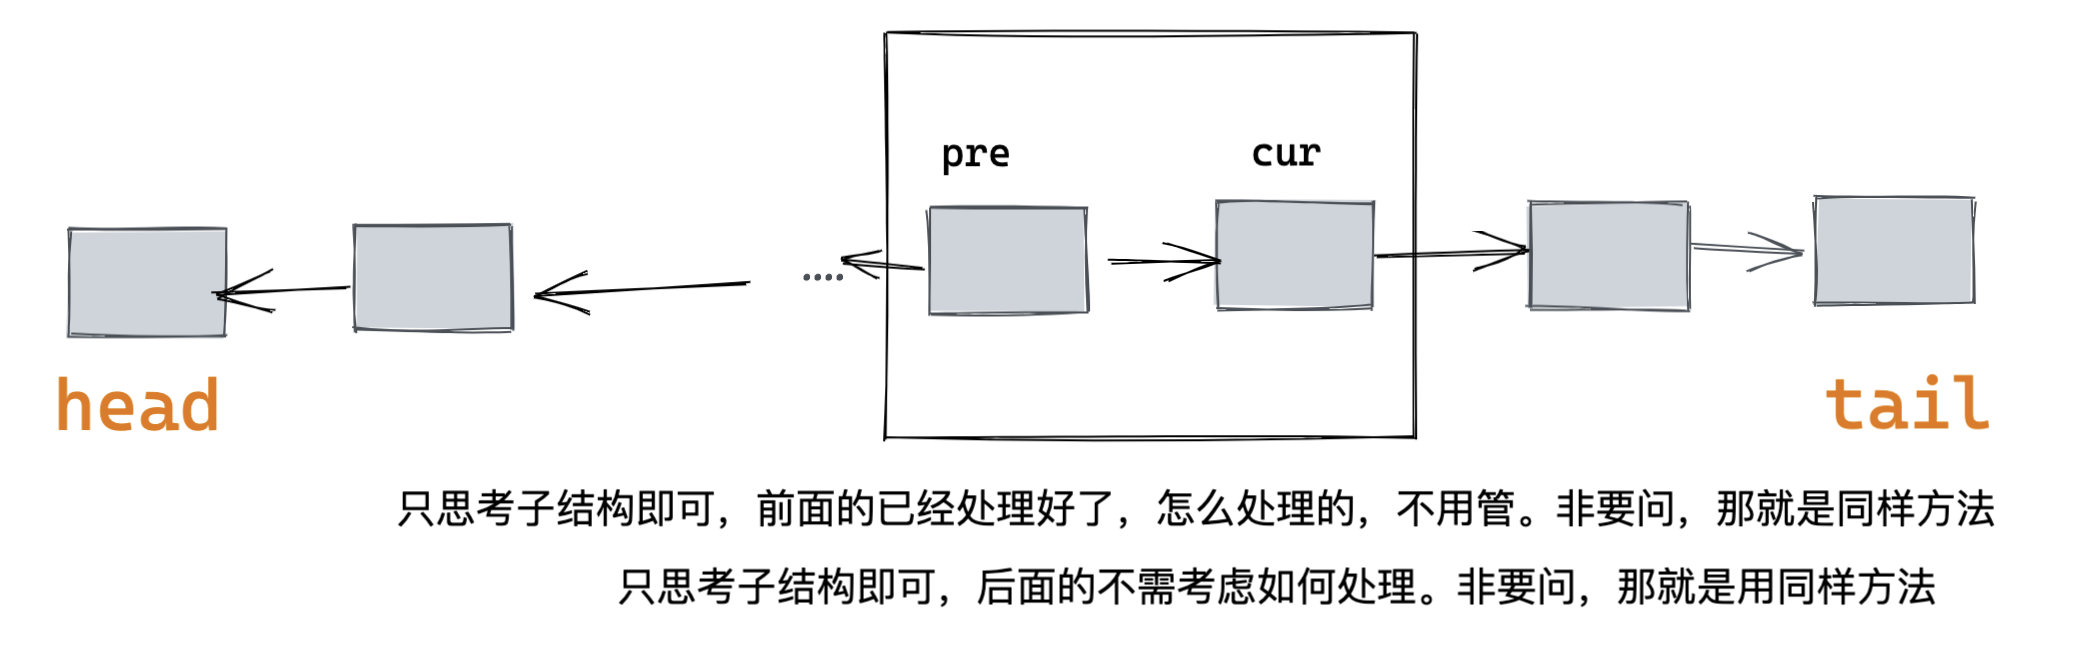 pre
cur
head
tail
只思考子结构即可，前面的已经处理好了，怎么处理的，不用管。非要问，那就是同样方法
只思考子结构即可，后面的不需考虑如何处理。非要问，那就是用同样方法